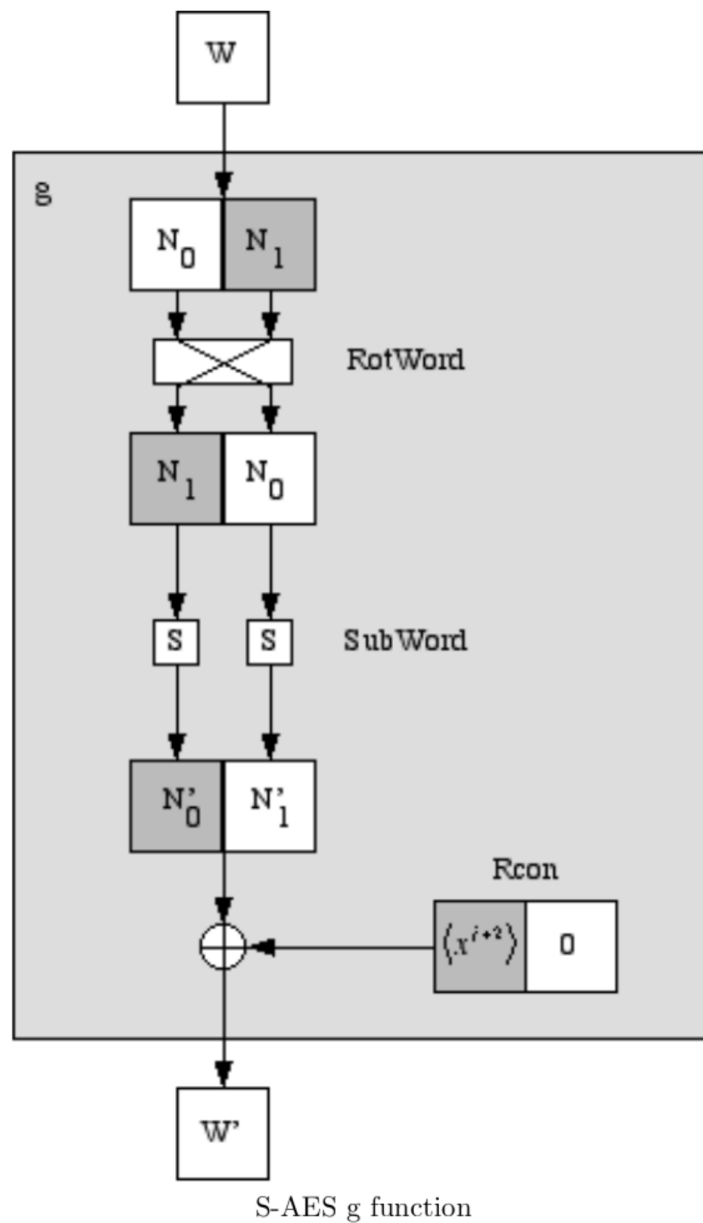 W
g
N0 N1
RotWord
N1 N0
S S SubWord
N'0 N'1
Rcon
⟨x^{i+2}⟩ 0
W'
S-AES g function